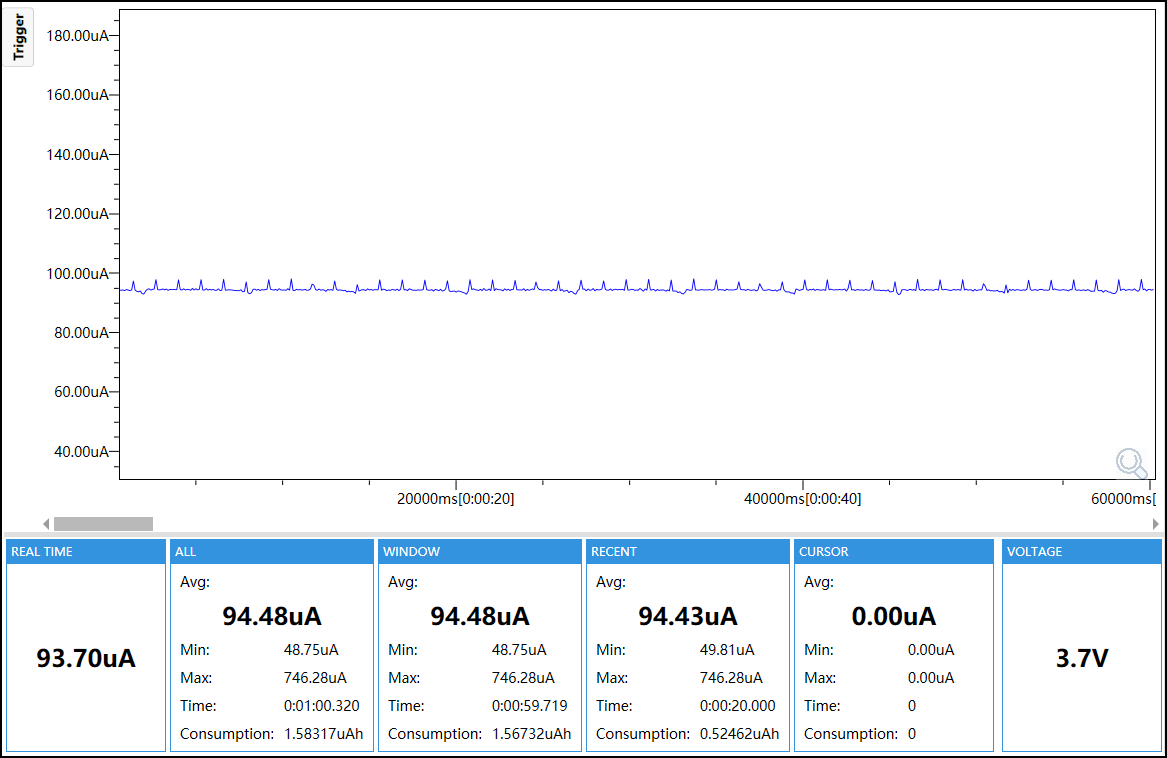 Trigger
180.00uA
160.00uA
140.00uA
120.00uA
100.00uA
80.00uA
60.00uA
40.00uA
20000ms[0:00:20] 40000ms[0:00:40] 60000ms[
REAL TIME
93.70uA
ALL
Avg:
94.48uA
Min: 48.75uA
Max: 746.28uA
Time: 0:01:00.320
Consumption: 1.58317uAh
WINDOW
Avg:
94.48uA
Min: 48.75uA
Max: 746.28uA
Time: 0:00:59.719
Consumption: 1.56732uAh
RECENT
Avg:
94.43uA
Min: 49.81uA
Max: 746.28uA
Time: 0:00:20.000
Consumption: 0.52462uAh
CURSOR
Avg:
0.00uA
Min: 0.00uA
Max: 0.00uA
Time: 0
Consumption: 0
VOLTAGE
3.7V